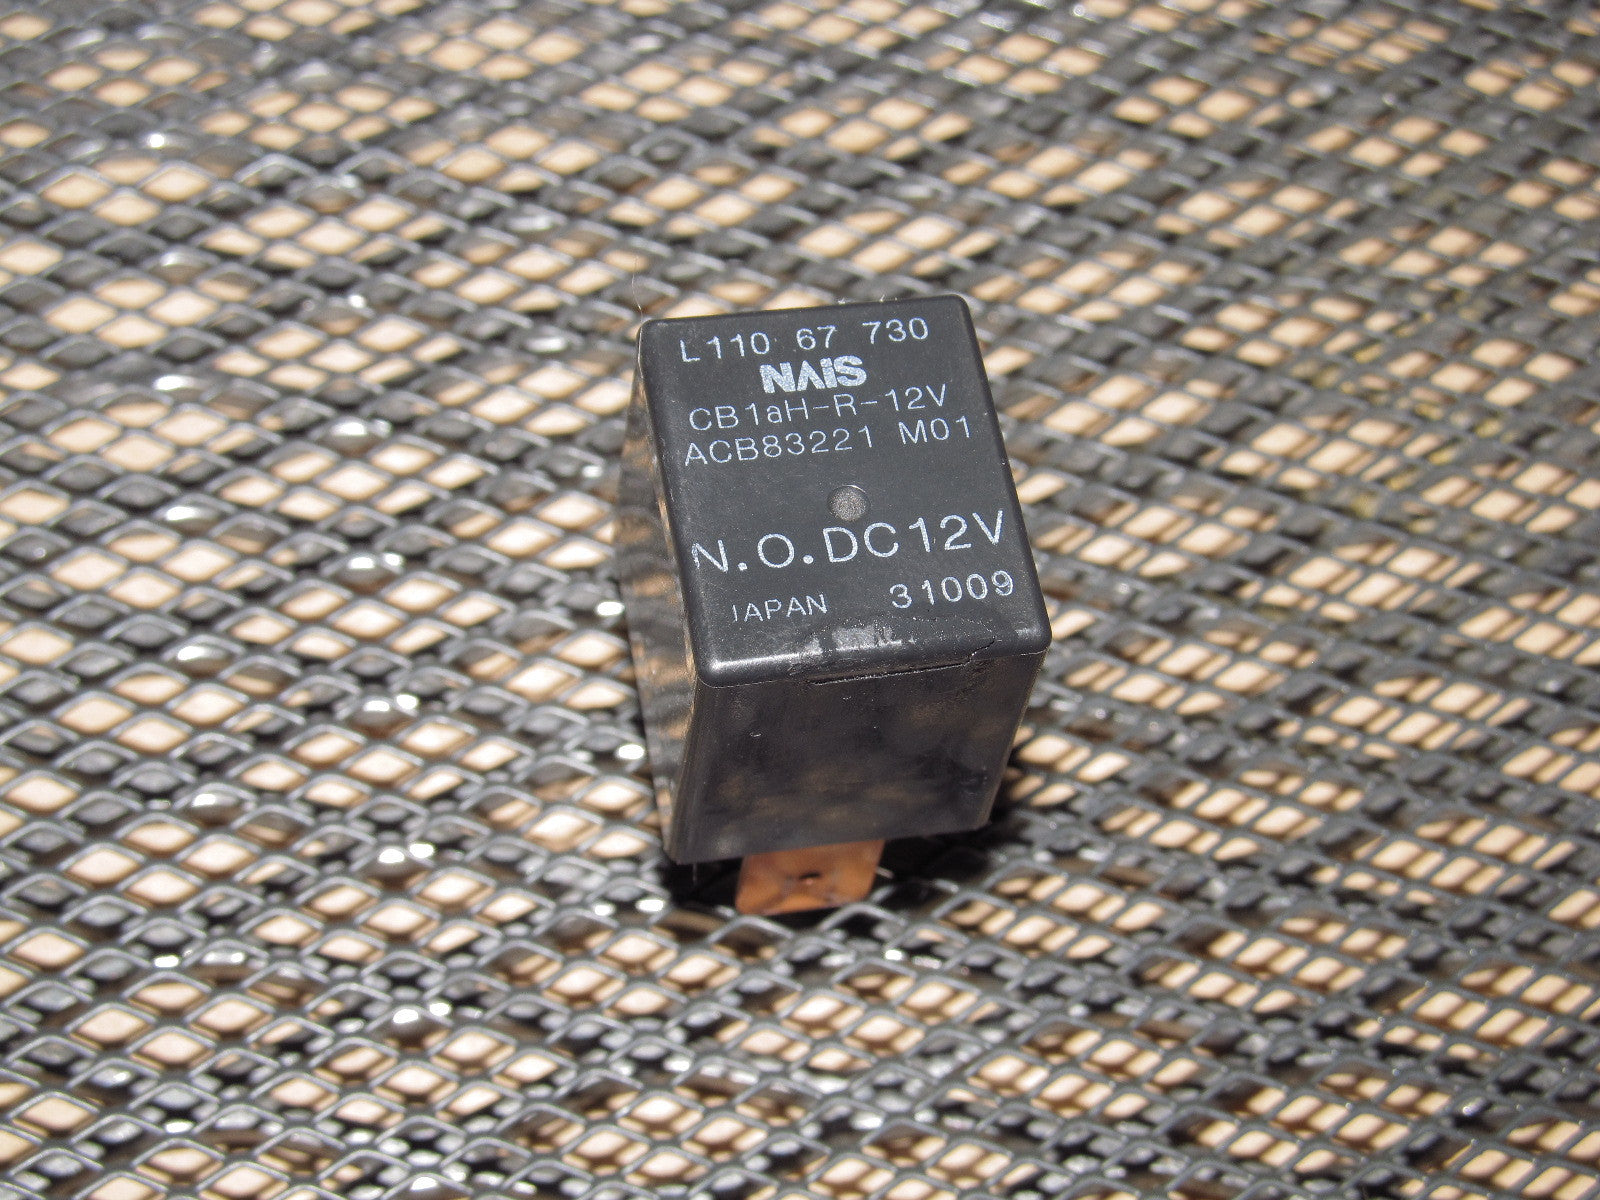 L110 67 730
NAiS
CB1aH-R-12V
ACB83221 M01
N.O.DC12V
JAPAN 31009